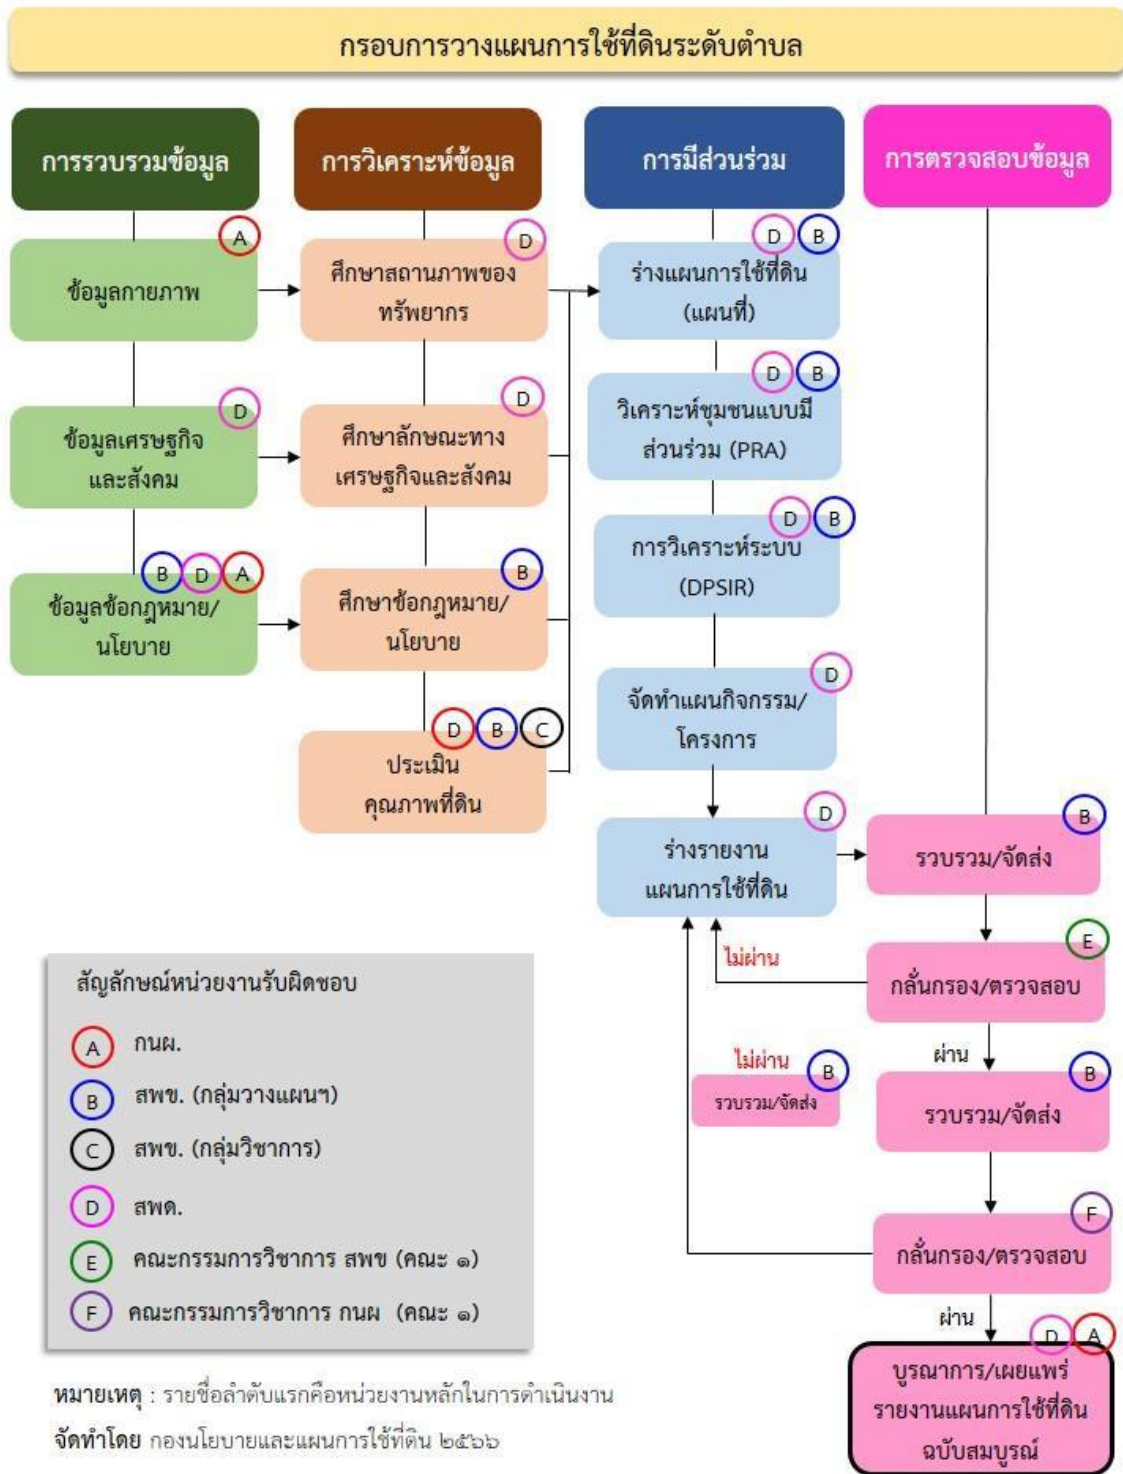 กรอบการวางแผนการใช้ที่ดินระดับตำบล
การรวบรวมข้อมูล
A
ข้อมูลกายภาพ
D
ข้อมูลเศรษฐกิจ
และสังคม
B D A
ข้อมูลข้อกฎหมาย/
นโยบาย
การวิเคราะห์ข้อมูล
D
ศึกษาสถานภาพของ
ทรัพยากร
D
ศึกษาลักษณะทาง
เศรษฐกิจและสังคม
B
ศึกษาข้อกฎหมาย/
นโยบาย
D B C
ประเมิน
คุณภาพที่ดิน
การมีส่วนร่วม
D B
ร่างแผนการใช้ที่ดิน
(แผนที่)
D B
วิเคราะห์ชุมชนแบบมี
ส่วนร่วม (PRA)
D B
การวิเคราะห์ระบบ
(DPSIR)
D
จัดทำแผนกิจกรรม/
โครงการ
D
ร่างรายงาน
แผนการใช้ที่ดิน
การตรวจสอบข้อมูล
B
รวบรวม/จัดส่ง
E
กลั่นกรอง/ตรวจสอบ
ไม่ผ่าน
ผ่าน
B
รวบรวม/จัดส่ง
ไม่ผ่าน
B
รวบรวม/จัดส่ง
F
กลั่นกรอง/ตรวจสอบ
ผ่าน
D A
บูรณาการ/เผยแพร่
รายงานแผนการใช้ที่ดิน
ฉบับสมบูรณ์
สัญลักษณ์หน่วยงานรับผิดชอบ
A กนผ.
B สพข. (กลุ่มวางแผนฯ)
C สพข. (กลุ่มวิชาการ)
D สพด.
E คณะกรรมการวิชาการ สพข (คณะ ๑)
F คณะกรรมการวิชาการ กนผ (คณะ ๑)
หมายเหตุ : รายชื่อลำดับแรกคือหน่วยงานหลักในการดำเนินงาน
จัดทำโดย กองนโยบายและแผนการใช้ที่ดิน ๒๕๖๖